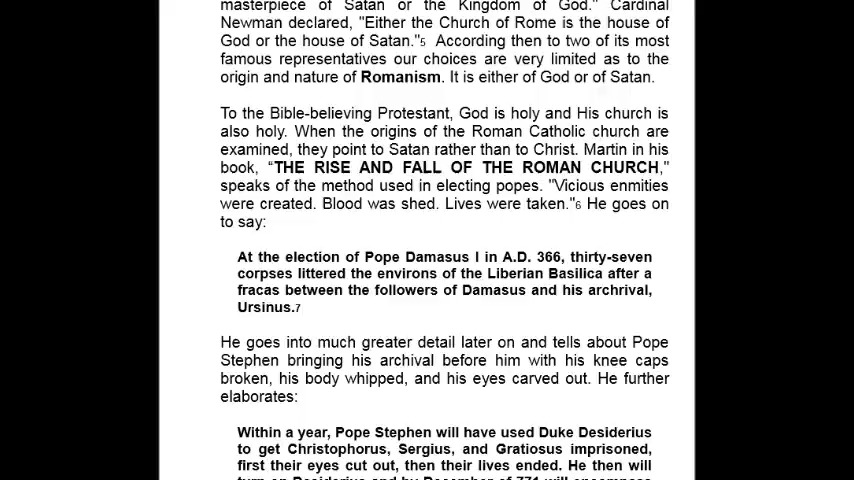 masterpiece of Satan or the Kingdom of God." Cardinal
Newman declared, "Either the Church of Rome is the house of
God or the house of Satan."5 According then to two of its most
famous representatives our choices are very limited as to the
origin and nature of Romanism. It is either of God or of Satan.
To the Bible-believing Protestant, God is holy and His church is
also holy. When the origins of the Roman Catholic church are
examined, they point to Satan rather than to Christ. Martin in his
book, “THE RISE AND FALL OF THE ROMAN CHURCH,"
speaks of the method used in electing popes. "Vicious enmities
were created. Blood was shed. Lives were taken."6 He goes on
to say:
At the election of Pope Damasus I in A.D. 366, thirty-seven
corpses littered the environs of the Liberian Basilica after a
fracas between the followers of Damasus and his archrival,
Ursinus.7
He goes into much greater detail later on and tells about Pope
Stephen bringing his archival before him with his knee caps
broken, his body whipped, and his eyes carved out. He further
elaborates:
Within a year, Pope Stephen will have used Duke Desiderius
to get Christophorus, Sergius, and Gratiosus imprisoned,
first their eyes cut out, then their lives ended. He then will
turn on Desiderius and by December of 771 will encompass